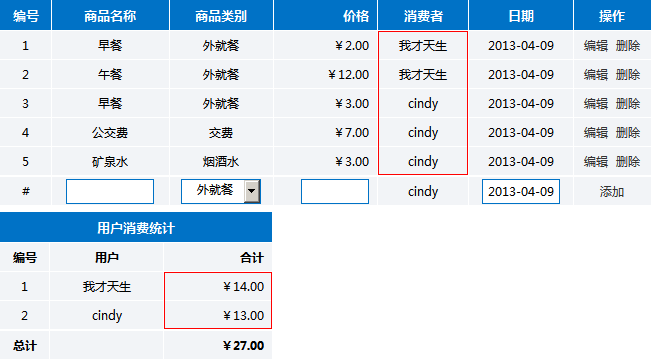 编号 商品名称 商品类别 价格 消费者 日期 操作
1 早餐 外就餐 ￥2.00 我才天生 2013-04-09 编辑 删除
2 午餐 外就餐 ￥12.00 我才天生 2013-04-09 编辑 删除
3 早餐 外就餐 ￥3.00 cindy 2013-04-09 编辑 删除
4 公交费 交费 ￥7.00 cindy 2013-04-09 编辑 删除
5 矿泉水 烟酒水 ￥3.00 cindy 2013-04-09 编辑 删除
# 外就餐 cindy 2013-04-09 添加
用户消费统计
编号 用户 合计
1 我才天生 ￥14.00
2 cindy ￥13.00
总计 ￥27.00